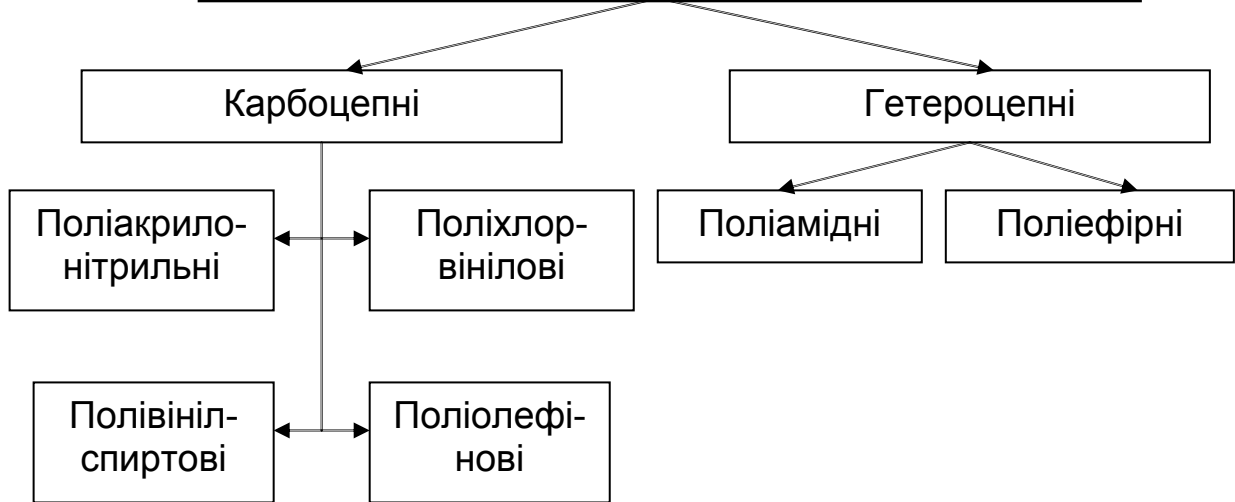 Карбоцепні
Гетероцепні
Поліакрило-
нітрильні
Поліхлор-
вінілові
Поліамідні
Поліефірні
Полівініл-
спиртові
Поліолефі-
нові